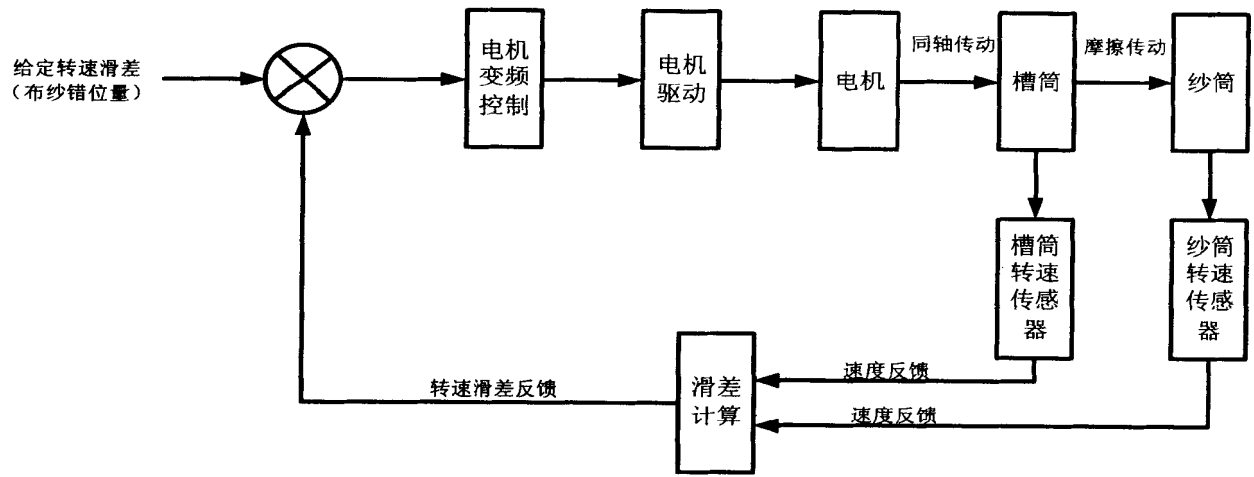 给定转速滑差
（布纱错位量）
电机
变频
控制
电机
驱动
电机
同轴传动
槽筒
摩擦传动
纱筒
槽筒
转速
传感
器
纱筒
转速
传感
器
速度反馈
速度反馈
滑差
计算
转速滑差反馈